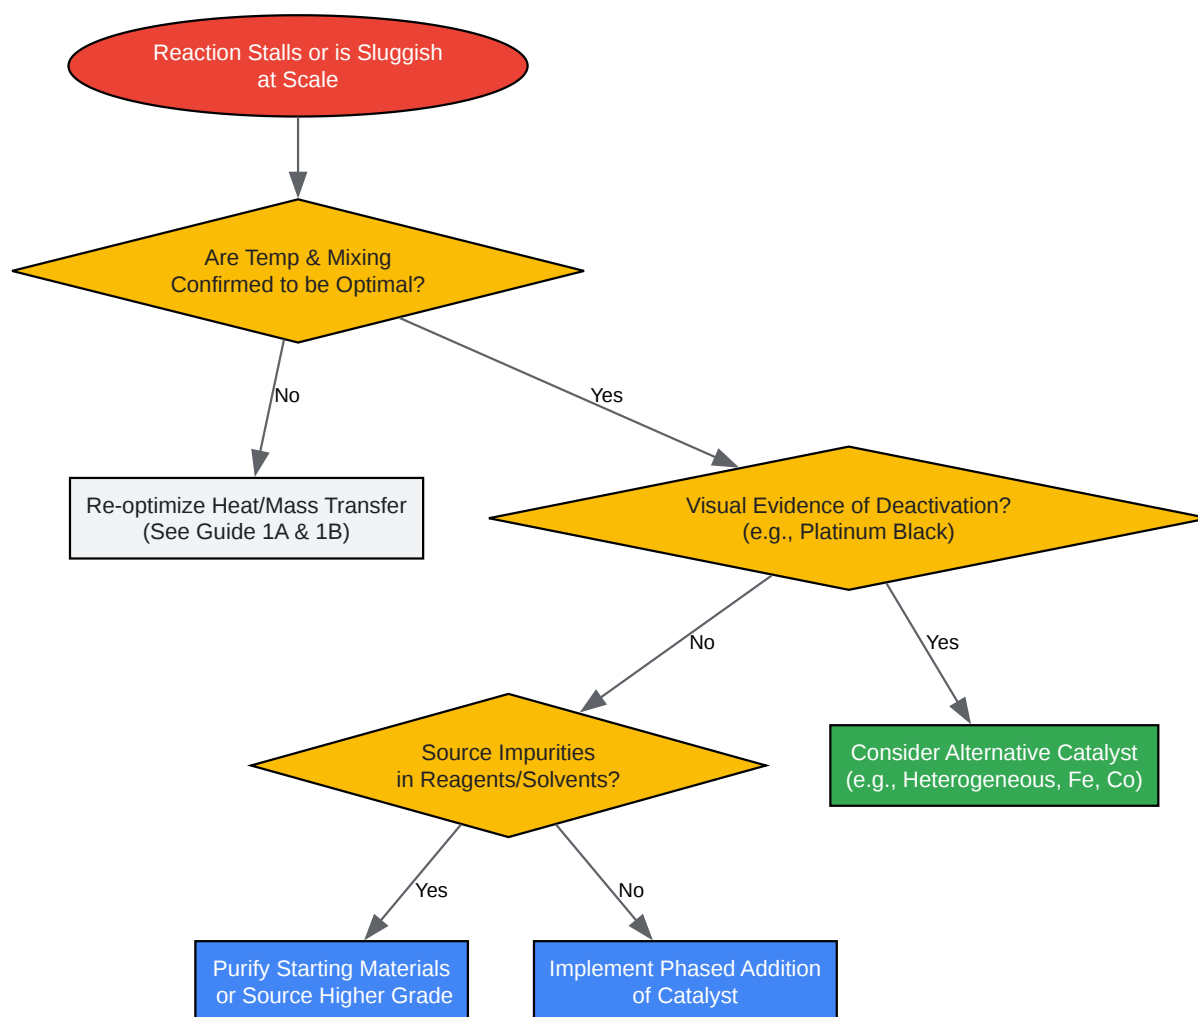 Reaction Stalls or is Sluggish
at Scale
Are Temp & Mixing
Confirmed to be Optimal?
No
Yes
Re-optimize Heat/Mass Transfer
(See Guide 1A & 1B)
Visual Evidence of Deactivation?
(e.g., Platinum Black)
No
Yes
Source Impurities
in Reagents/Solvents?
Consider Alternative Catalyst
(e.g., Heterogeneous, Fe, Co)
Yes
No
Purify Starting Materials
or Source Higher Grade
Implement Phased Addition
of Catalyst